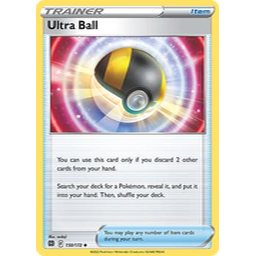 TRAINER
Item
Ultra Ball
You can use this card only if you discard 2 other
cards from your hand.
Search your deck for a Pokémon, reveal it, and put it
into your hand. Then, shuffle your deck.
You may play any number of Item cards
during your turn.
150/172